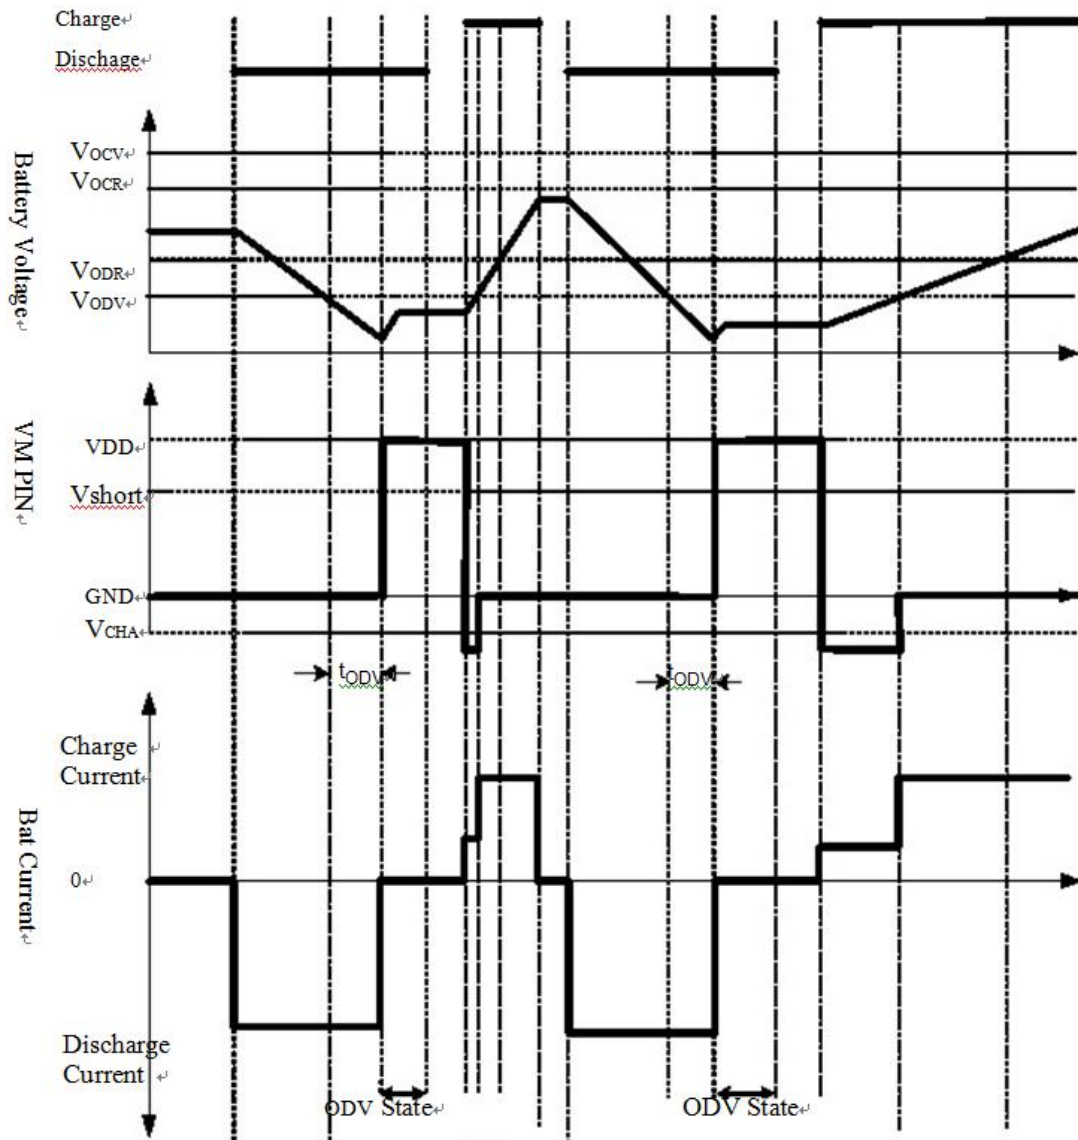 Charge
Dischage
Battery Voltage
VOCV
VOCR
VODR
VODV
VM PIN
VDD
Vshort
GND
VCHA
tODV
tODV
Bat Current
Charge
Current
0
Discharge
Current
ODV State
ODV State